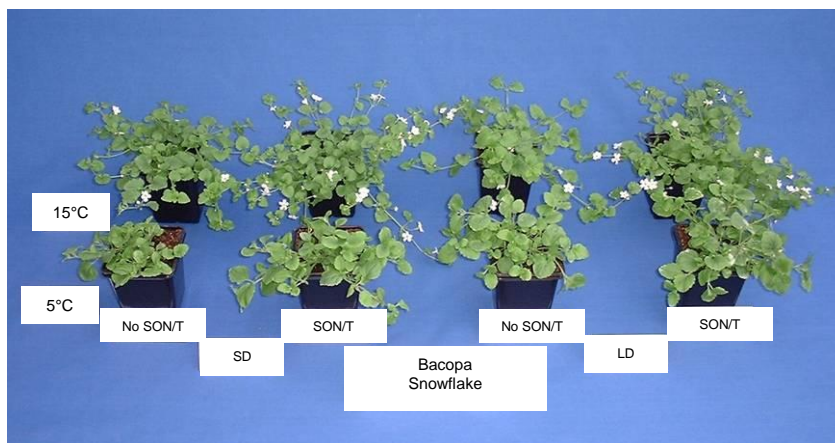 15°C
5°C
No SON/T
SON/T
No SON/T
SON/T
SD
LD
Bacopa
Snowflake